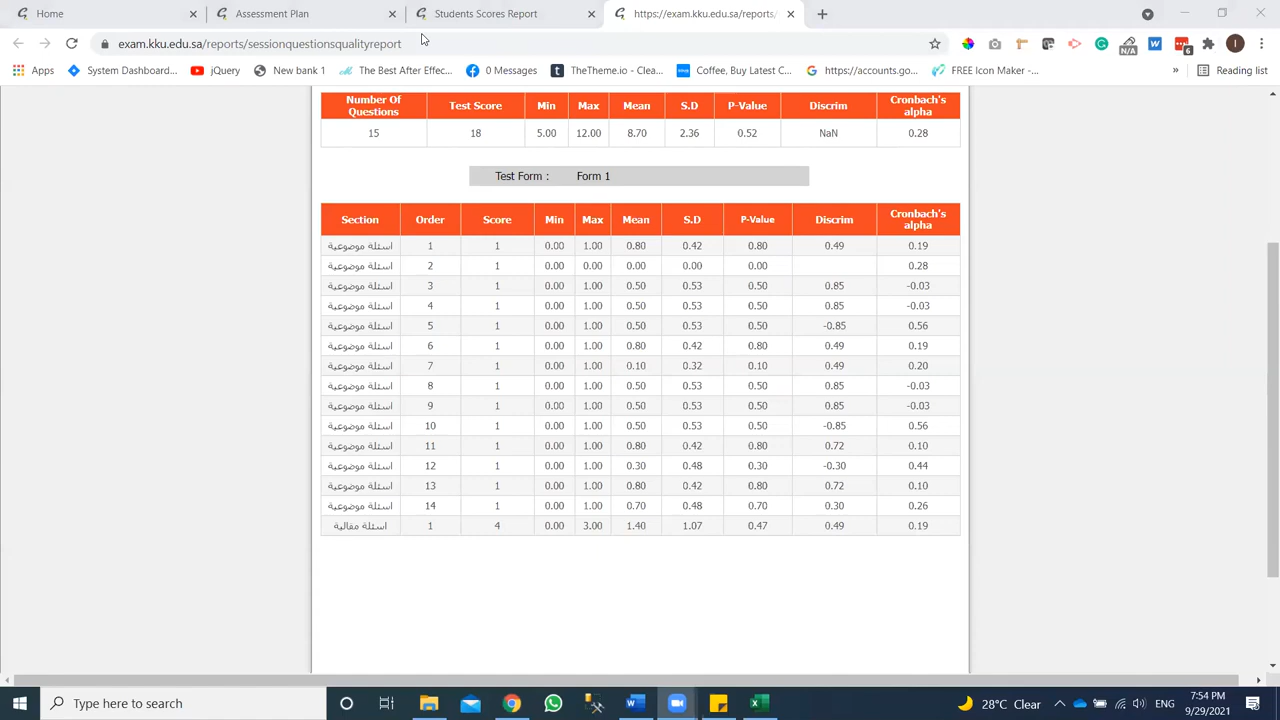 Home
Assessment Plan
Students Scores Report
https://exam.kku.edu.sa/reports/
exam.kku.edu.sa/reports/sessionquestionqualityreport
Apps
System Dashboard...
jQuery
New bank 1
The Best After Effec...
0 Messages
TheTheme.io - Clea...
Coffee, Buy Latest C...
https://accounts.go...
FREE Icon Maker -...
»
Reading list
Number Of Questions Test Score Min Max Mean S.D P-Value Discrim Cronbach's alpha
15 18 5.00 12.00 8.70 2.36 0.52 NaN 0.28
Test Form : Form 1
Section Order Score Min Max Mean S.D P-Value Discrim Cronbach's alpha
اسئلة موضوعية 1 1 0.00 1.00 0.80 0.42 0.80 0.49 0.19
اسئلة موضوعية 2 1 0.00 0.00 0.00 0.00 0.00 0.28
اسئلة موضوعية 3 1 0.00 1.00 0.50 0.53 0.50 0.85 -0.03
اسئلة موضوعية 4 1 0.00 1.00 0.50 0.53 0.50 0.85 -0.03
اسئلة موضوعية 5 1 0.00 1.00 0.50 0.53 0.50 -0.85 0.56
اسئلة موضوعية 6 1 0.00 1.00 0.80 0.42 0.80 0.49 0.19
اسئلة موضوعية 7 1 0.00 1.00 0.10 0.32 0.10 0.49 0.20
اسئلة موضوعية 8 1 0.00 1.00 0.50 0.53 0.50 0.85 -0.03
اسئلة موضوعية 9 1 0.00 1.00 0.50 0.53 0.50 0.85 -0.03
اسئلة موضوعية 10 1 0.00 1.00 0.50 0.53 0.50 -0.85 0.56
اسئلة موضوعية 11 1 0.00 1.00 0.80 0.42 0.80 0.72 0.10
اسئلة موضوعية 12 1 0.00 1.00 0.30 0.48 0.30 -0.30 0.44
اسئلة موضوعية 13 1 0.00 1.00 0.80 0.42 0.80 0.72 0.10
اسئلة موضوعية 14 1 0.00 1.00 0.70 0.48 0.70 0.30 0.26
اسئلة مقالية 1 4 0.00 3.00 1.40 1.07 0.47 0.49 0.19
Type here to search
28°C Clear
7:54 PM
9/29/2021